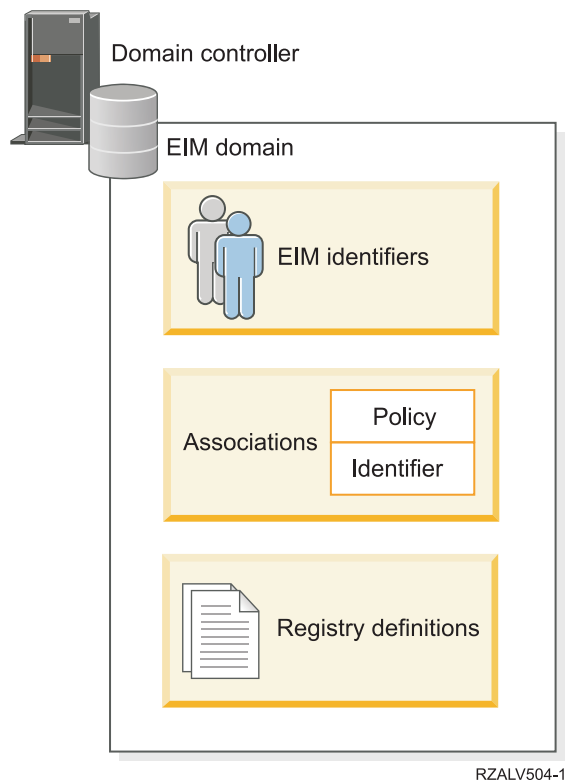 Domain controller
EIM domain
EIM identifiers
Associations
Policy
Identifier
Registry definitions
RZALV504-1